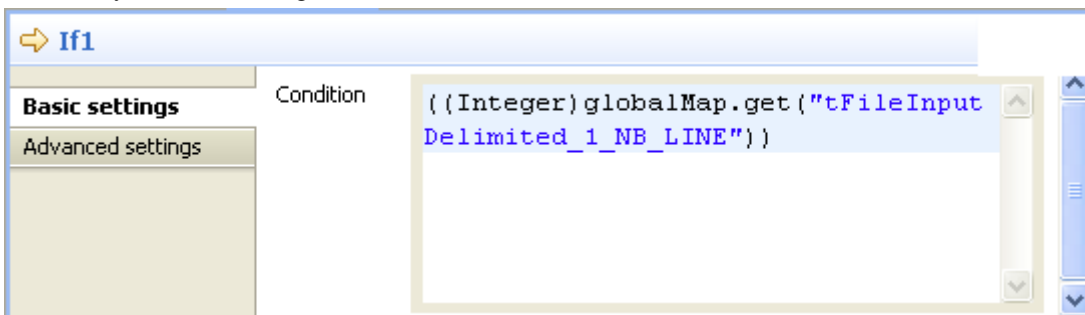 If1
Basic settings
Advanced settings
Condition
((Integer)globalMap.get("tFileInput
Delimited_1_NB_LINE"))